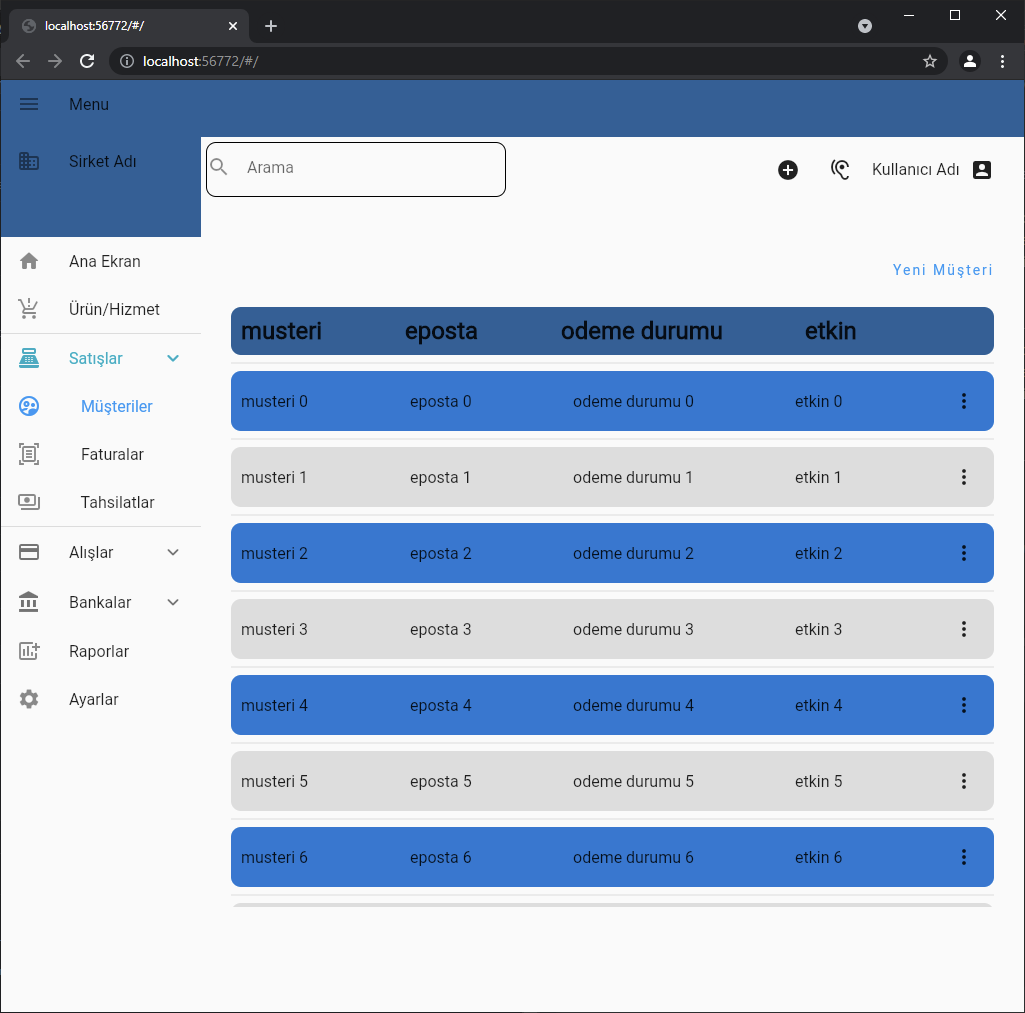 localhost:56772/#/
localhost:56772/#/
Menu
Sirket Adı
Arama
Kullanıcı Adı
Ana Ekran
Ürün/Hizmet
Satışlar
Müşteriler
Faturalar
Tahsilatlar
Alışlar
Bankalar
Raporlar
Ayarlar
Yeni Müşteri
musteri eposta odeme durumu etkin
musteri 0 eposta 0 odeme durumu 0 etkin 0
musteri 1 eposta 1 odeme durumu 1 etkin 1
musteri 2 eposta 2 odeme durumu 2 etkin 2
musteri 3 eposta 3 odeme durumu 3 etkin 3
musteri 4 eposta 4 odeme durumu 4 etkin 4
musteri 5 eposta 5 odeme durumu 5 etkin 5
musteri 6 eposta 6 odeme durumu 6 etkin 6